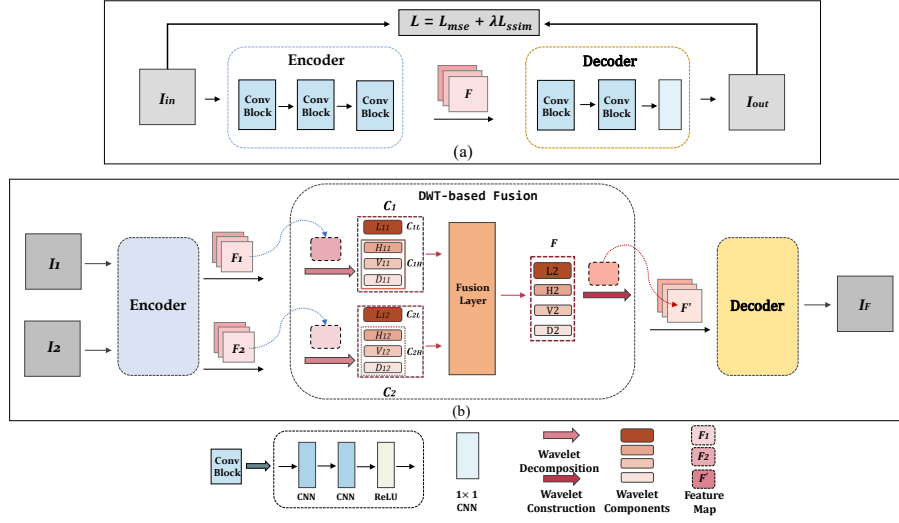 L = Lmse + λLssim
Encoder
Decoder
Iin
Conv
Block
Conv
Block
Conv
Block
F
Conv
Block
Conv
Block
Iout
(a)
DWT-based Fusion
C1
L11
C1L
H11
V11
C1H
D11
I1
F1
Encoder
I2
F2
L12
C2L
H12
V12
C2H
D12
C2
Fusion
Layer
F
L2
H2
V2
D2
F'
Decoder
IF
(b)
Conv
Block
CNN
CNN
ReLU
1× 1
CNN
Wavelet
Decomposition
Wavelet
Construction
Wavelet
Components
F1
F2
F'
Feature
Map